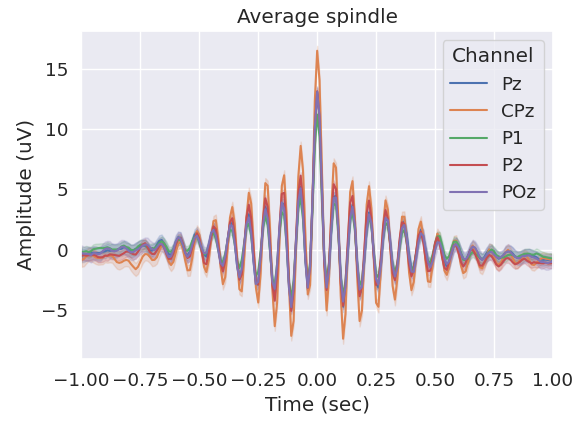 Average spindle
Channel
Pz
CPz
P1
P2
POz
Amplitude (uV)
15
10
5
0
−5
−1.00 −0.75 −0.50 −0.25 0.00 0.25 0.50 0.75 1.00
Time (sec)